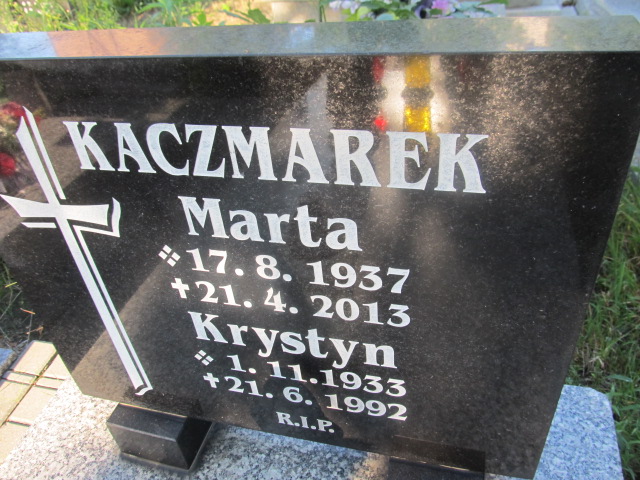 KACZMAREK
Marta
❖ 17. 8. 1937
✝ 21. 4. 2013
Krystyn
❖ 1. 11. 1933
✝ 21. 6. 1992
R.I.P.